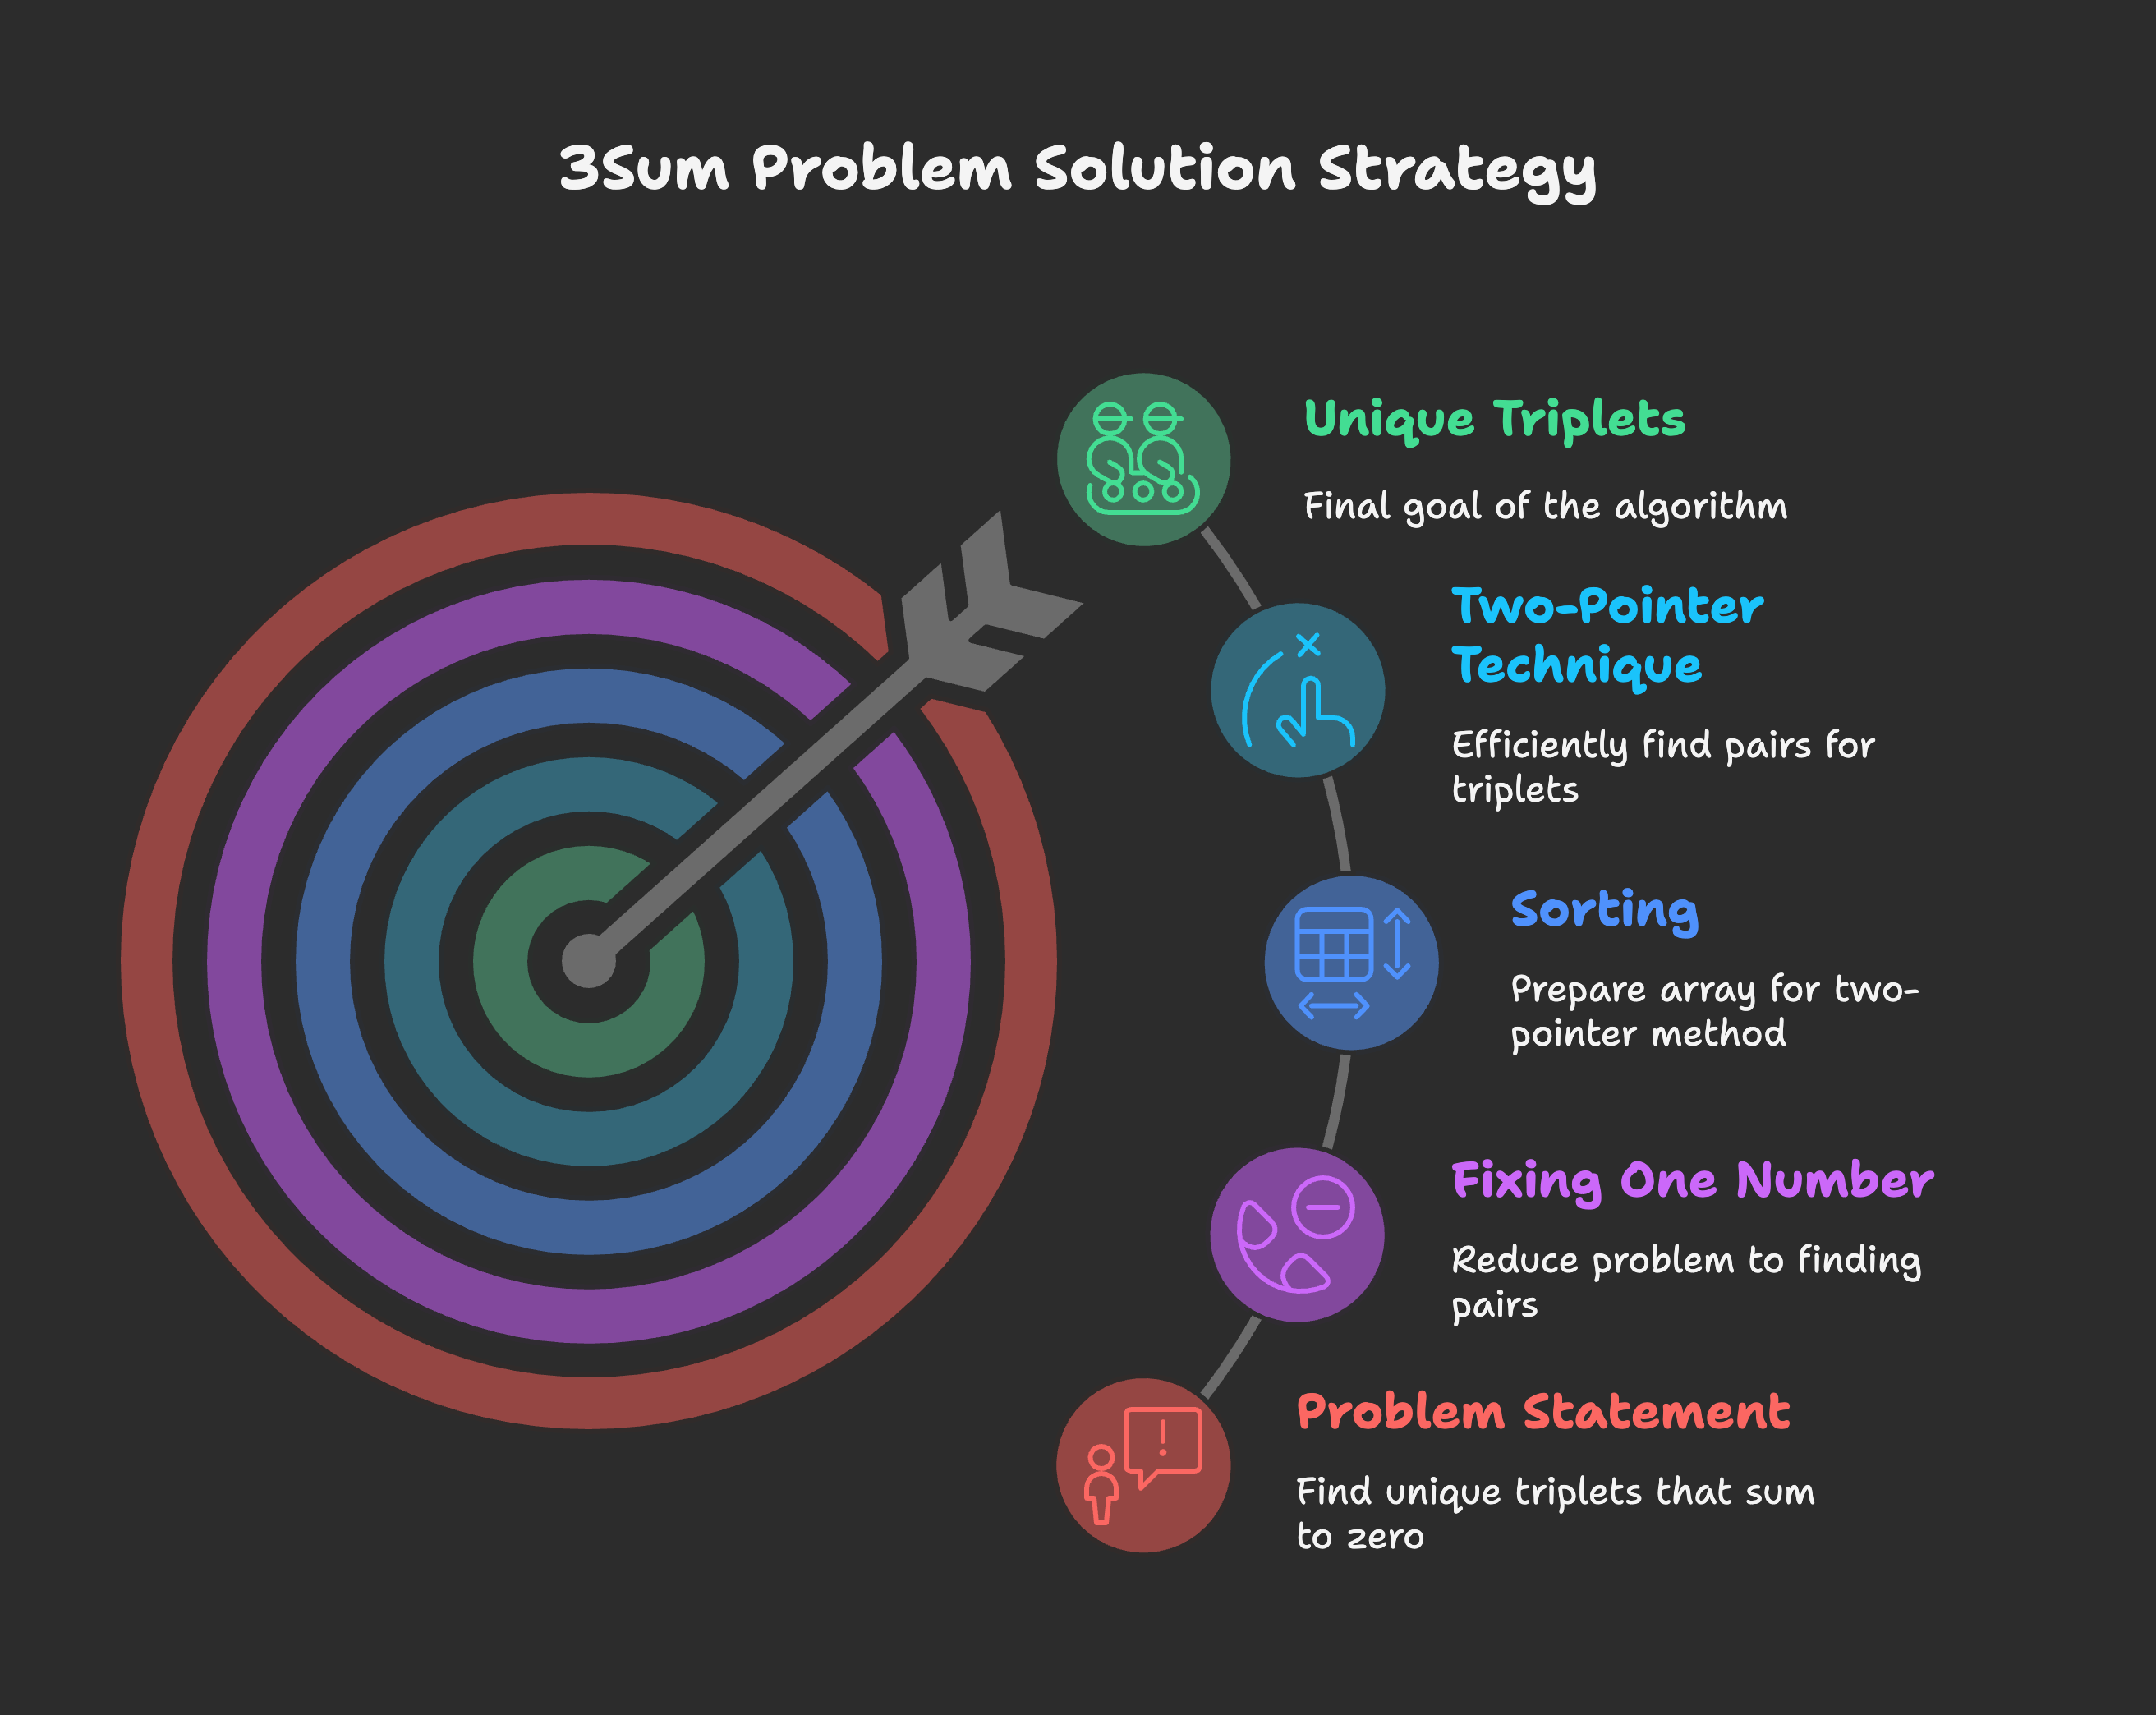 3Sum Problem Solution Strategy
Unique Triplets
Final goal of the algorithm
Two-Pointer
Technique
Efficiently find pairs for
triplets
Sorting
Prepare array for two-
pointer method
Fixing One Number
Reduce problem to finding
pairs
Problem Statement
Find unique triplets that sum
to zero